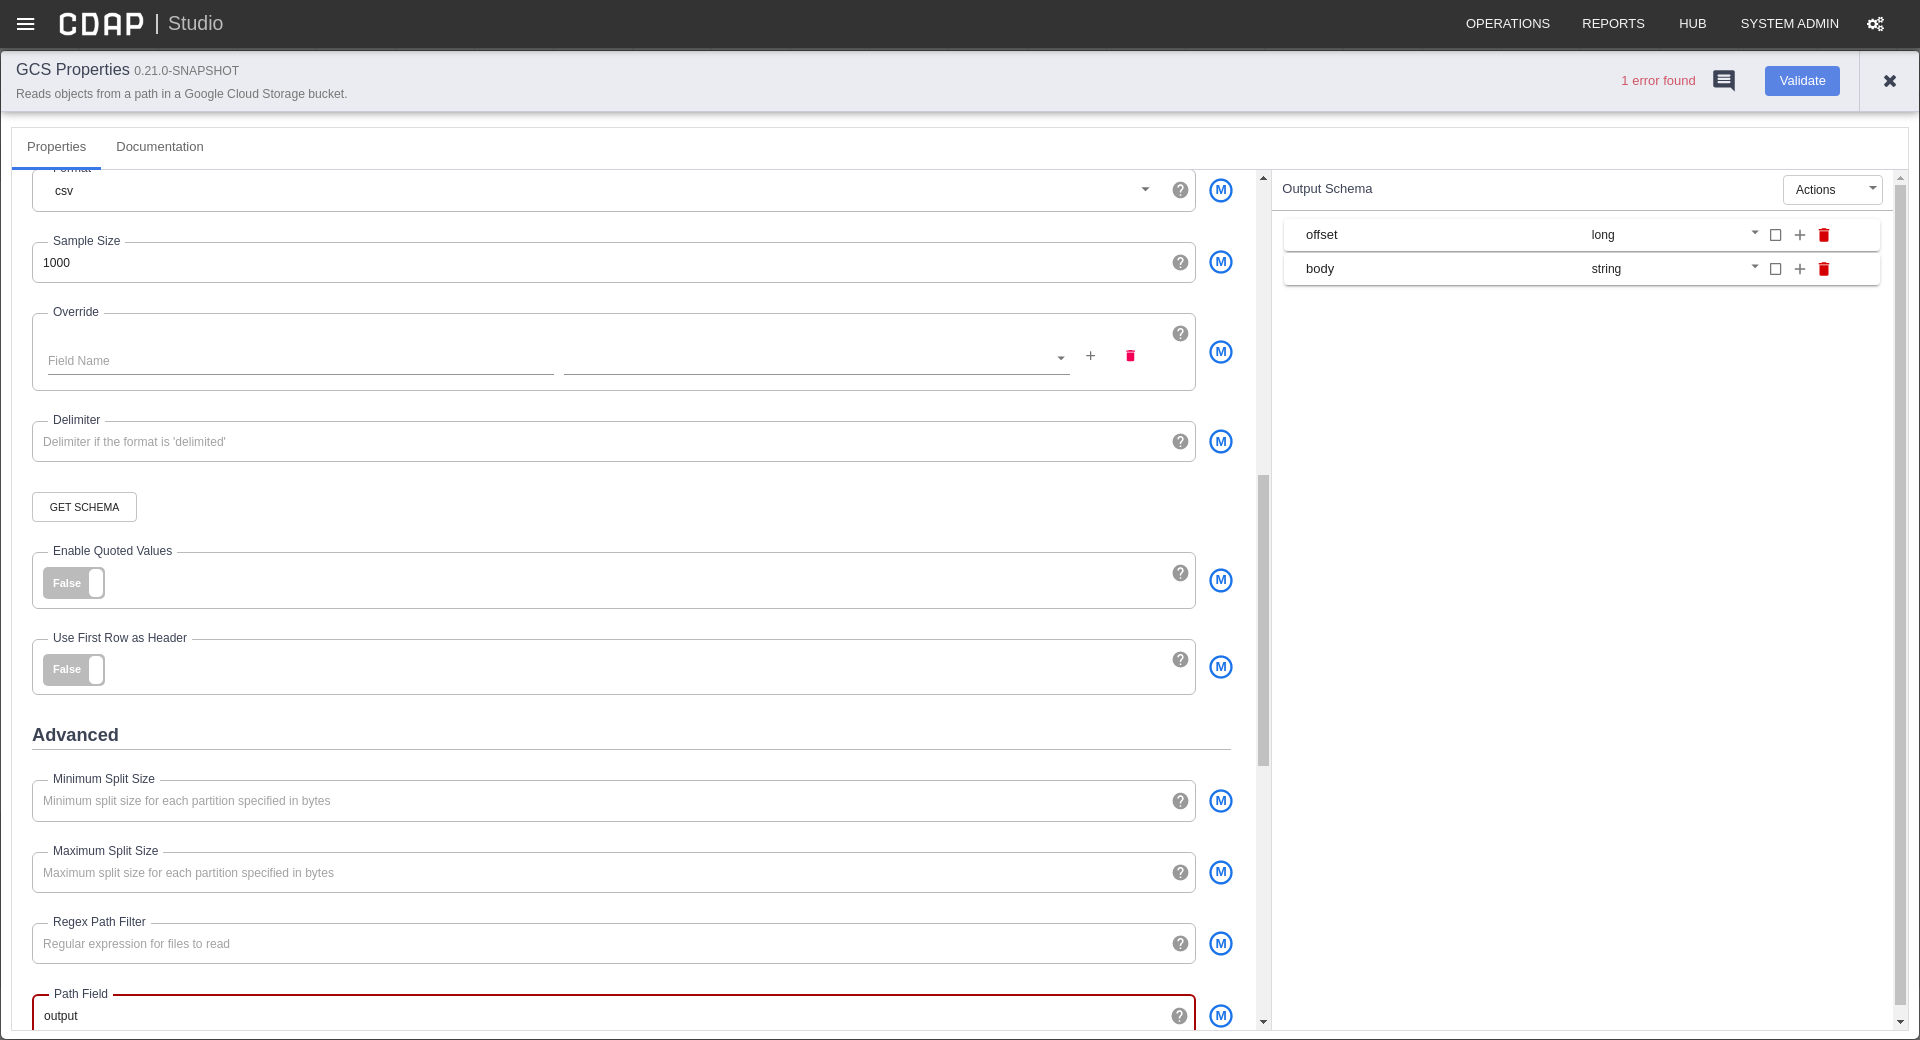 CDAP | Studio
OPERATIONS REPORTS HUB SYSTEM ADMIN
GCS Properties 0.21.0-SNAPSHOT
Reads objects from a path in a Google Cloud Storage bucket.
1 error found
Validate
Properties Documentation
Format
csv
M
Sample Size
1000
M
Override
Field Name
M
Delimiter
Delimiter if the format is 'delimited'
M
GET SCHEMA
Enable Quoted Values
False
M
Use First Row as Header
False
M
Advanced
Minimum Split Size
Minimum split size for each partition specified in bytes
M
Maximum Split Size
Maximum split size for each partition specified in bytes
M
Regex Path Filter
Regular expression for files to read
M
Path Field
output
M
Output Schema
Actions
offset long
body string